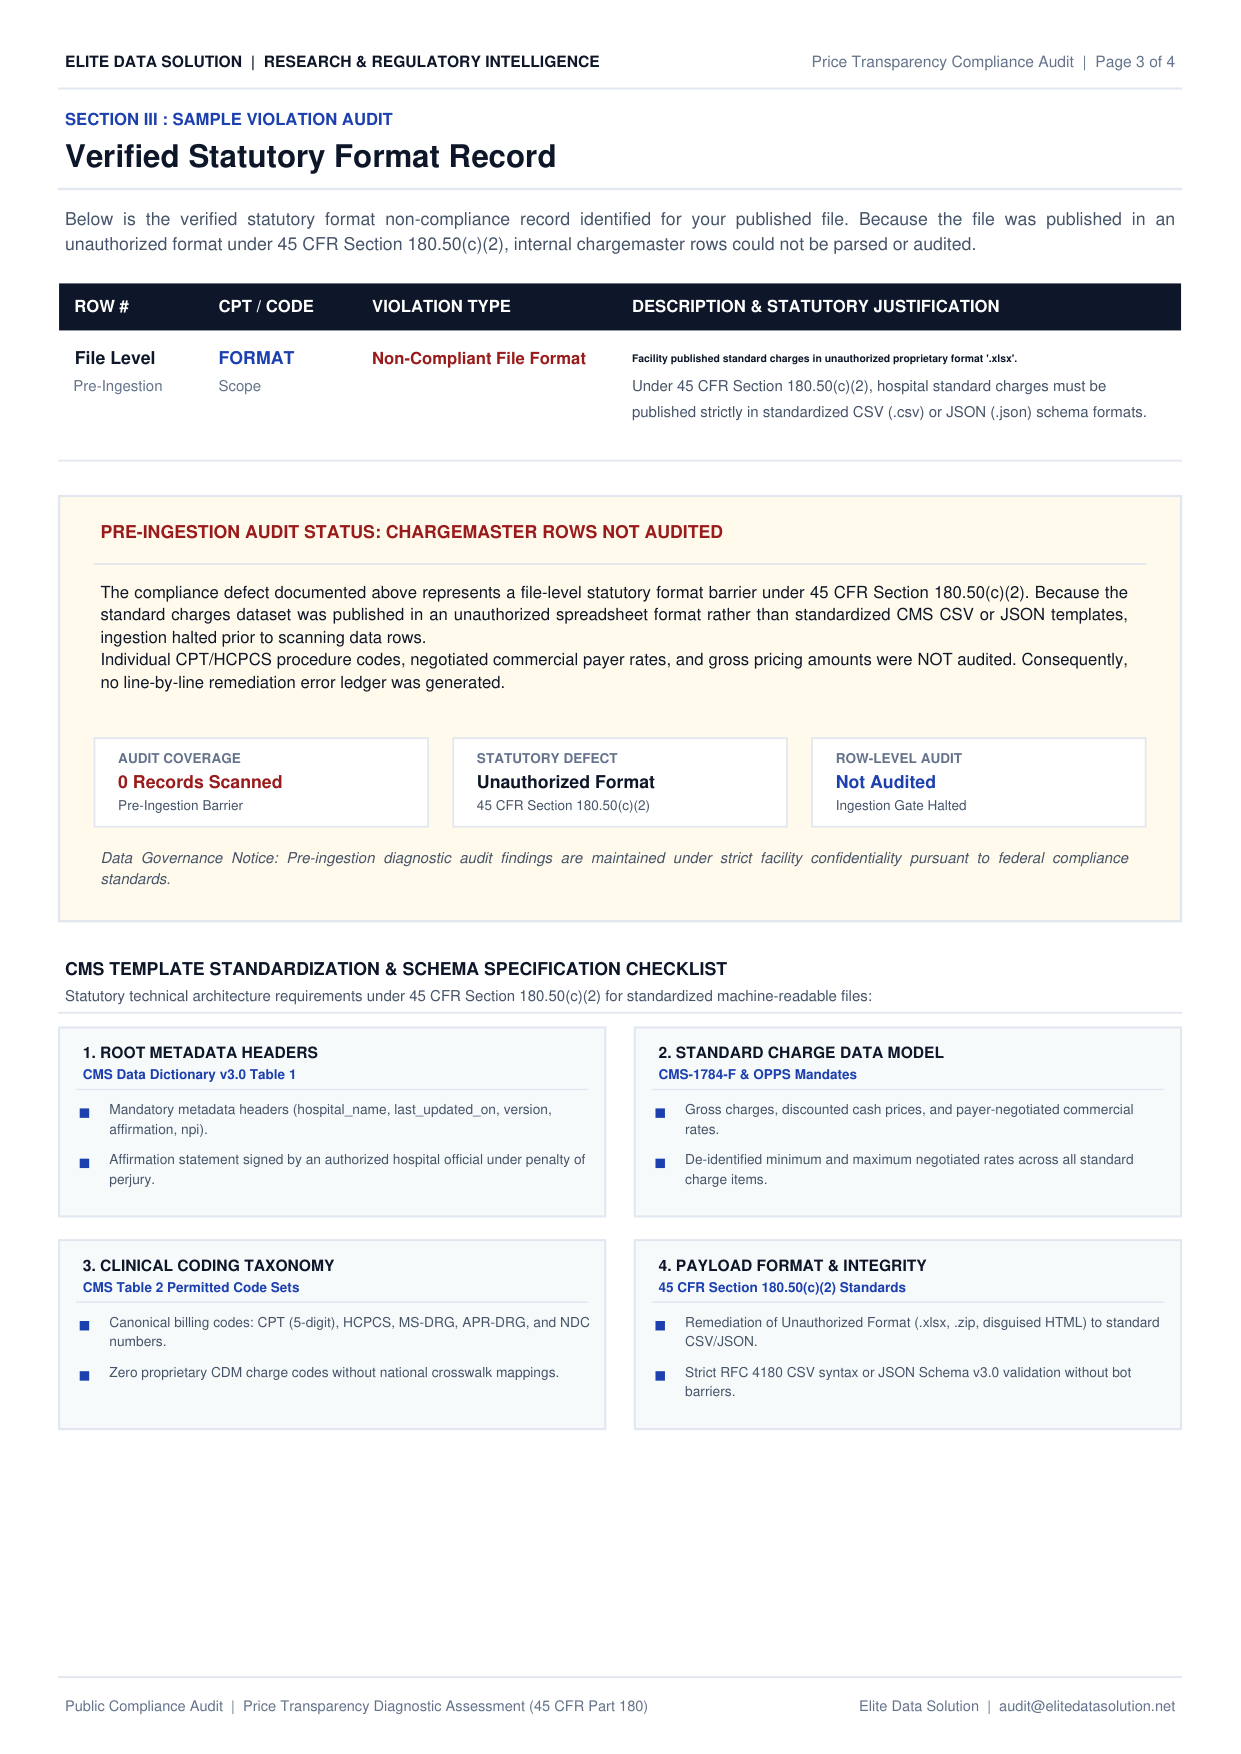 ELITE DATA SOLUTION | RESEARCH & REGULATORY INTELLIGENCE
Price Transparency Compliance Audit | Page 3 of 4
SECTION III : SAMPLE VIOLATION AUDIT
Verified Statutory Format Record
Below is the verified statutory format non-compliance record identified for your published file. Because the file was published in an
unauthorized format under 45 CFR Section 180.50(c)(2), internal chargemaster rows could not be parsed or audited.
ROW # CPT / CODE VIOLATION TYPE DESCRIPTION & STATUTORY JUSTIFICATION
File Level FORMAT Non-Compliant File Format Facility published standard charges in unauthorized proprietary format '.xlsx'.
Pre-Ingestion Scope Under 45 CFR Section 180.50(c)(2), hospital standard charges must be
published strictly in standardized CSV (.csv) or JSON (.json) schema formats.
PRE-INGESTION AUDIT STATUS: CHARGEMASTER ROWS NOT AUDITED
The compliance defect documented above represents a file-level statutory format barrier under 45 CFR Section 180.50(c)(2). Because the
standard charges dataset was published in an unauthorized spreadsheet format rather than standardized CMS CSV or JSON templates,
ingestion halted prior to scanning data rows.
Individual CPT/HCPCS procedure codes, negotiated commercial payer rates, and gross pricing amounts were NOT audited. Consequently,
no line-by-line remediation error ledger was generated.
AUDIT COVERAGE
0 Records Scanned
Pre-Ingestion Barrier
STATUTORY DEFECT
Unauthorized Format
45 CFR Section 180.50(c)(2)
ROW-LEVEL AUDIT
Not Audited
Ingestion Gate Halted
Data Governance Notice: Pre-ingestion diagnostic audit findings are maintained under strict facility confidentiality pursuant to federal compliance
standards.
CMS TEMPLATE STANDARDIZATION & SCHEMA SPECIFICATION CHECKLIST
Statutory technical architecture requirements under 45 CFR Section 180.50(c)(2) for standardized machine-readable files:
1. ROOT METADATA HEADERS
CMS Data Dictionary v3.0 Table 1
Mandatory metadata headers (hospital_name, last_updated_on, version,
affirmation, npi).
Affirmation statement signed by an authorized hospital official under penalty of
perjury.
2. STANDARD CHARGE DATA MODEL
CMS-1784-F & OPPS Mandates
Gross charges, discounted cash prices, and payer-negotiated commercial
rates.
De-identified minimum and maximum negotiated rates across all standard
charge items.
3. CLINICAL CODING TAXONOMY
CMS Table 2 Permitted Code Sets
Canonical billing codes: CPT (5-digit), HCPCS, MS-DRG, APR-DRG, and NDC
numbers.
Zero proprietary CDM charge codes without national crosswalk mappings.
4. PAYLOAD FORMAT & INTEGRITY
45 CFR Section 180.50(c)(2) Standards
Remediation of Unauthorized Format (.xlsx, .zip, disguised HTML) to standard
CSV/JSON.
Strict RFC 4180 CSV syntax or JSON Schema v3.0 validation without bot
barriers.
Public Compliance Audit | Price Transparency Diagnostic Assessment (45 CFR Part 180)
Elite Data Solution | audit@elitedatasolution.net